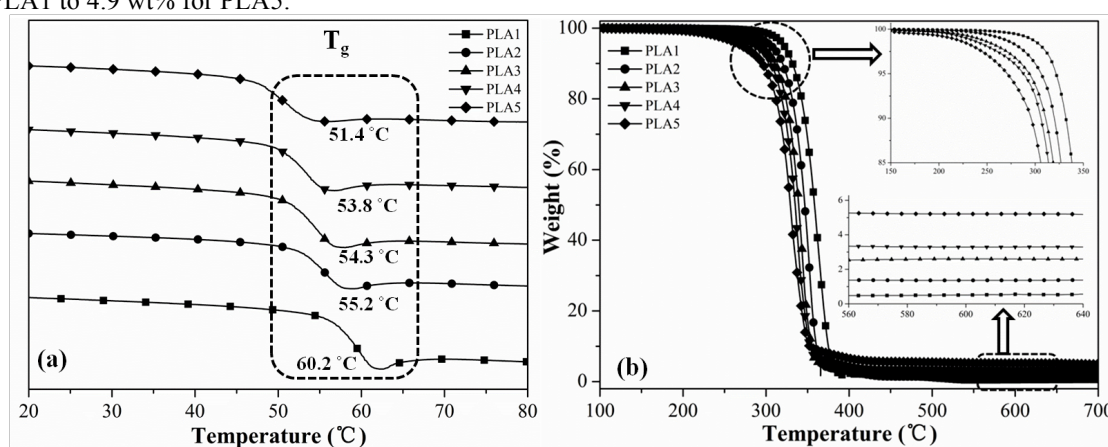 PLA1 to 4.9 wt% for PLA5.
Tg
PLA1
PLA2
PLA3
PLA4
PLA5
51.4 °C
53.8 °C
54.3 °C
55.2 °C
60.2 °C
(a)
20 30 40 50 60 70 80
Temperature (℃)
Weight (%)
100
80
60
40
20
0
PLA1
PLA2
PLA3
PLA4
PLA5
100
95
90
85
150 200 250 300 350
6
5
4
3
2
1
0
560 580 600 620 640
(b)
100 200 300 400 500 600 700
Temperature (℃)